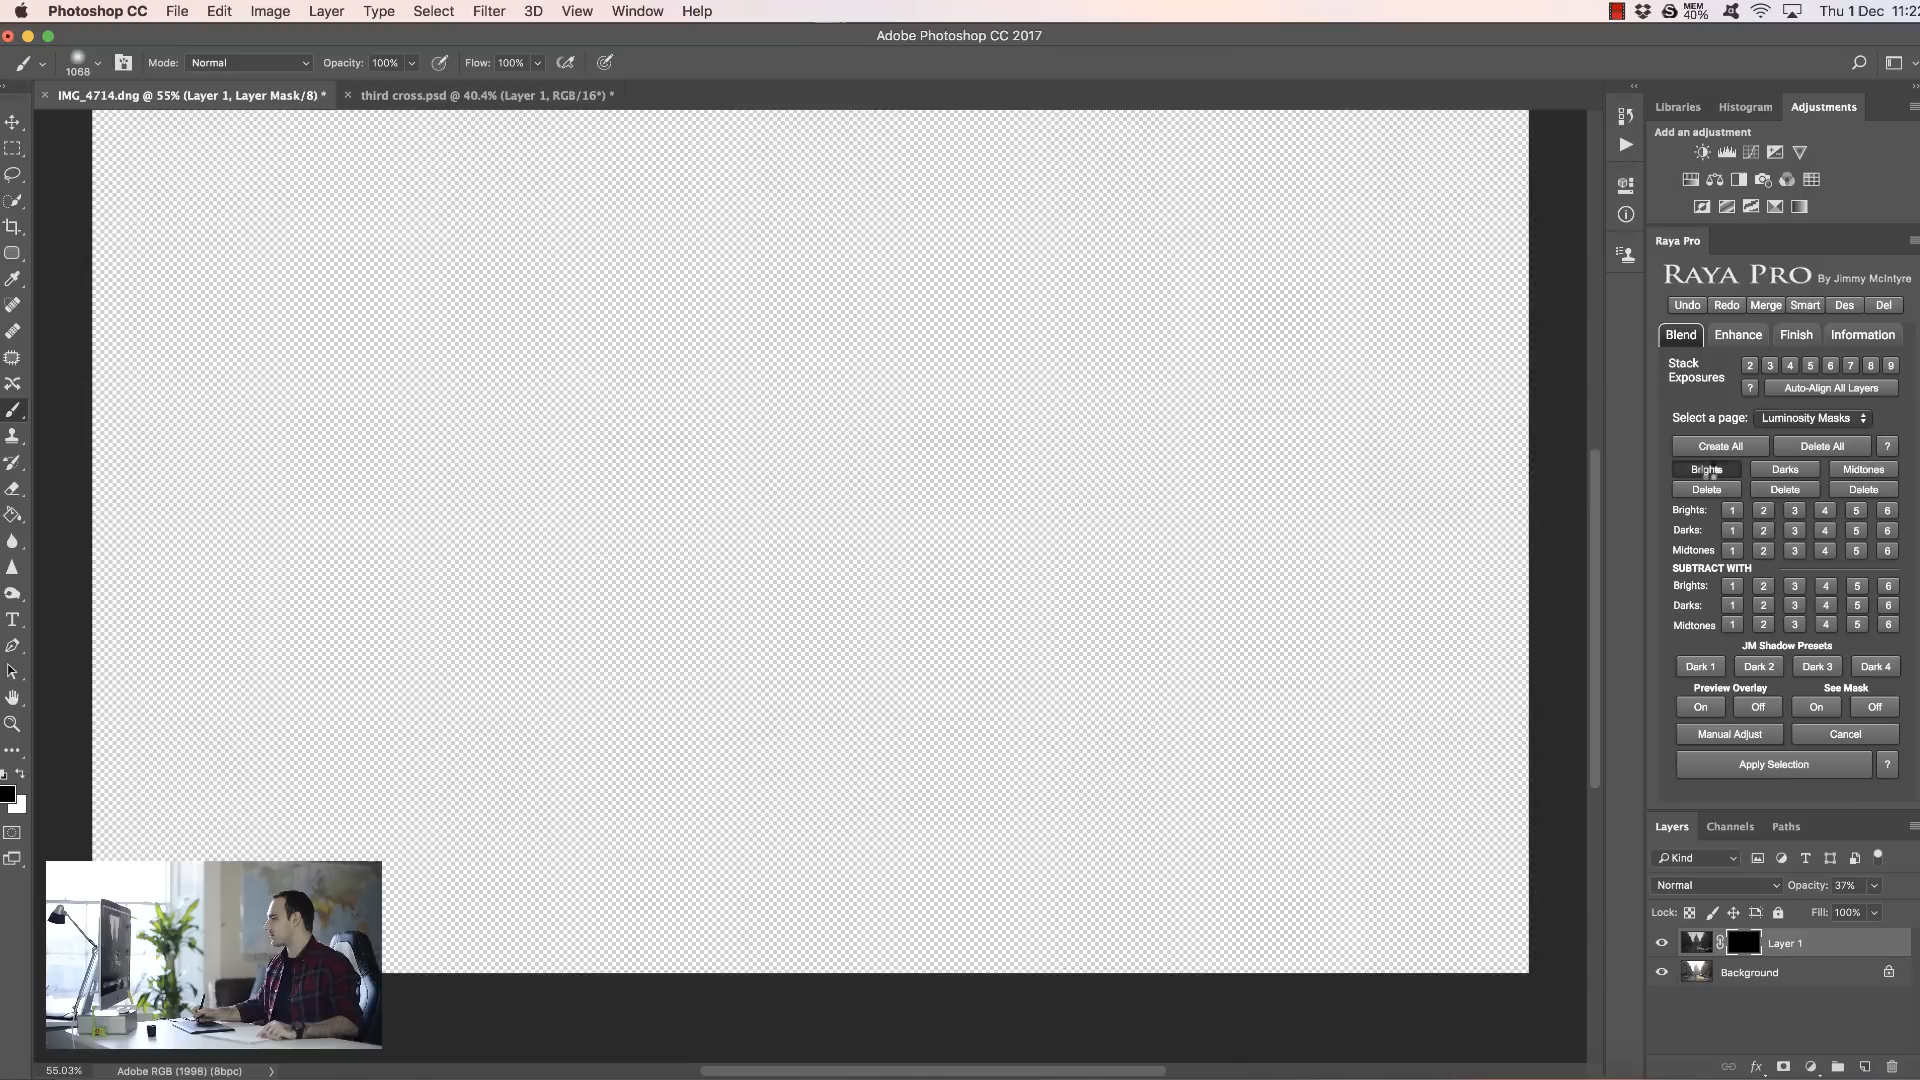 Photoshop CC File Edit Image Layer Type Select Filter 3D View Window Help MEM 40% Thu 1 Dec 11:22
Adobe Photoshop CC 2017
1068 Mode: Normal Opacity: 100% Flow: 100%
IMG_4714.dng @ 55% (Layer 1, Layer Mask/8) * third cross.psd @ 40.4% (Layer 1, RGB/16*) *
Libraries Histogram Adjustments
Add an adjustment
Raya Pro
RAYA PRO By Jimmy McIntyre
Undo Redo Merge Smart Des Del
Blend Enhance Finish Information
Stack Exposures 2 3 4 5 6 7 8 9
? Auto-Align All Layers
Select a page: Luminosity Masks
Create All Delete All ?
Brights Darks Midtones
Delete Delete Delete
Brights: 1 2 3 4 5 6
Darks: 1 2 3 4 5 6
Midtones 1 2 3 4 5 6
SUBTRACT WITH
Brights: 1 2 3 4 5 6
Darks: 1 2 3 4 5 6
Midtones 1 2 3 4 5 6
JM Shadow Presets
Dark 1 Dark 2 Dark 3 Dark 4
Preview Overlay See Mask
On Off On Off
Manual Adjust Cancel
Apply Selection ?
Layers Channels Paths
Kind
Normal Opacity: 37%
Lock: Fill: 100%
Layer 1
Background
55.03% Adobe RGB (1998) (8bpc)